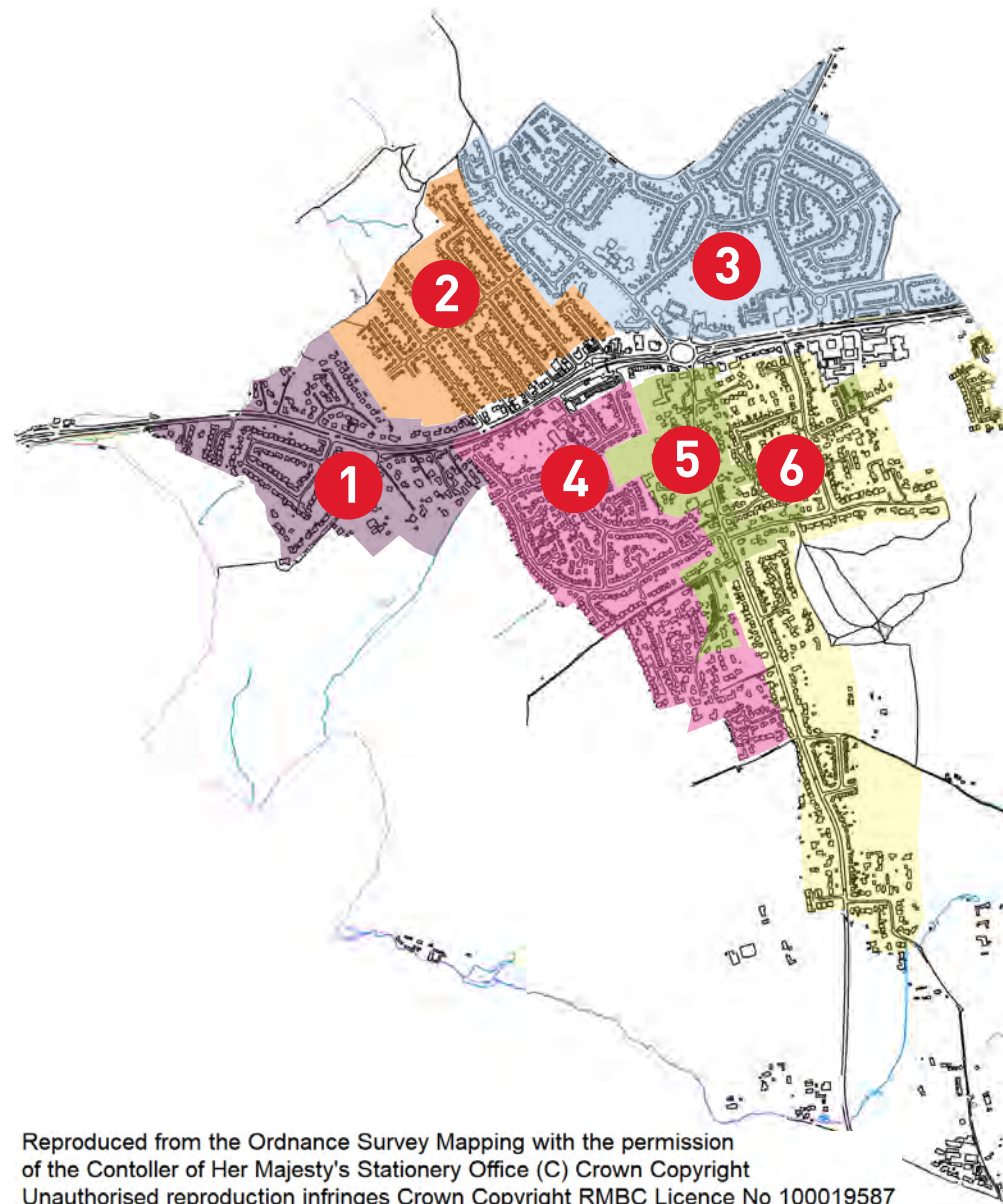 3
2
5
6
4
1
Reproduced from the Ordnance Survey Mapping with the permission
of the Contoller of Her Majesty's Stationery Office (C) Crown Copyright
Unauthorised reproduction infringes Crown Copyright RMBC Licence No 100019587